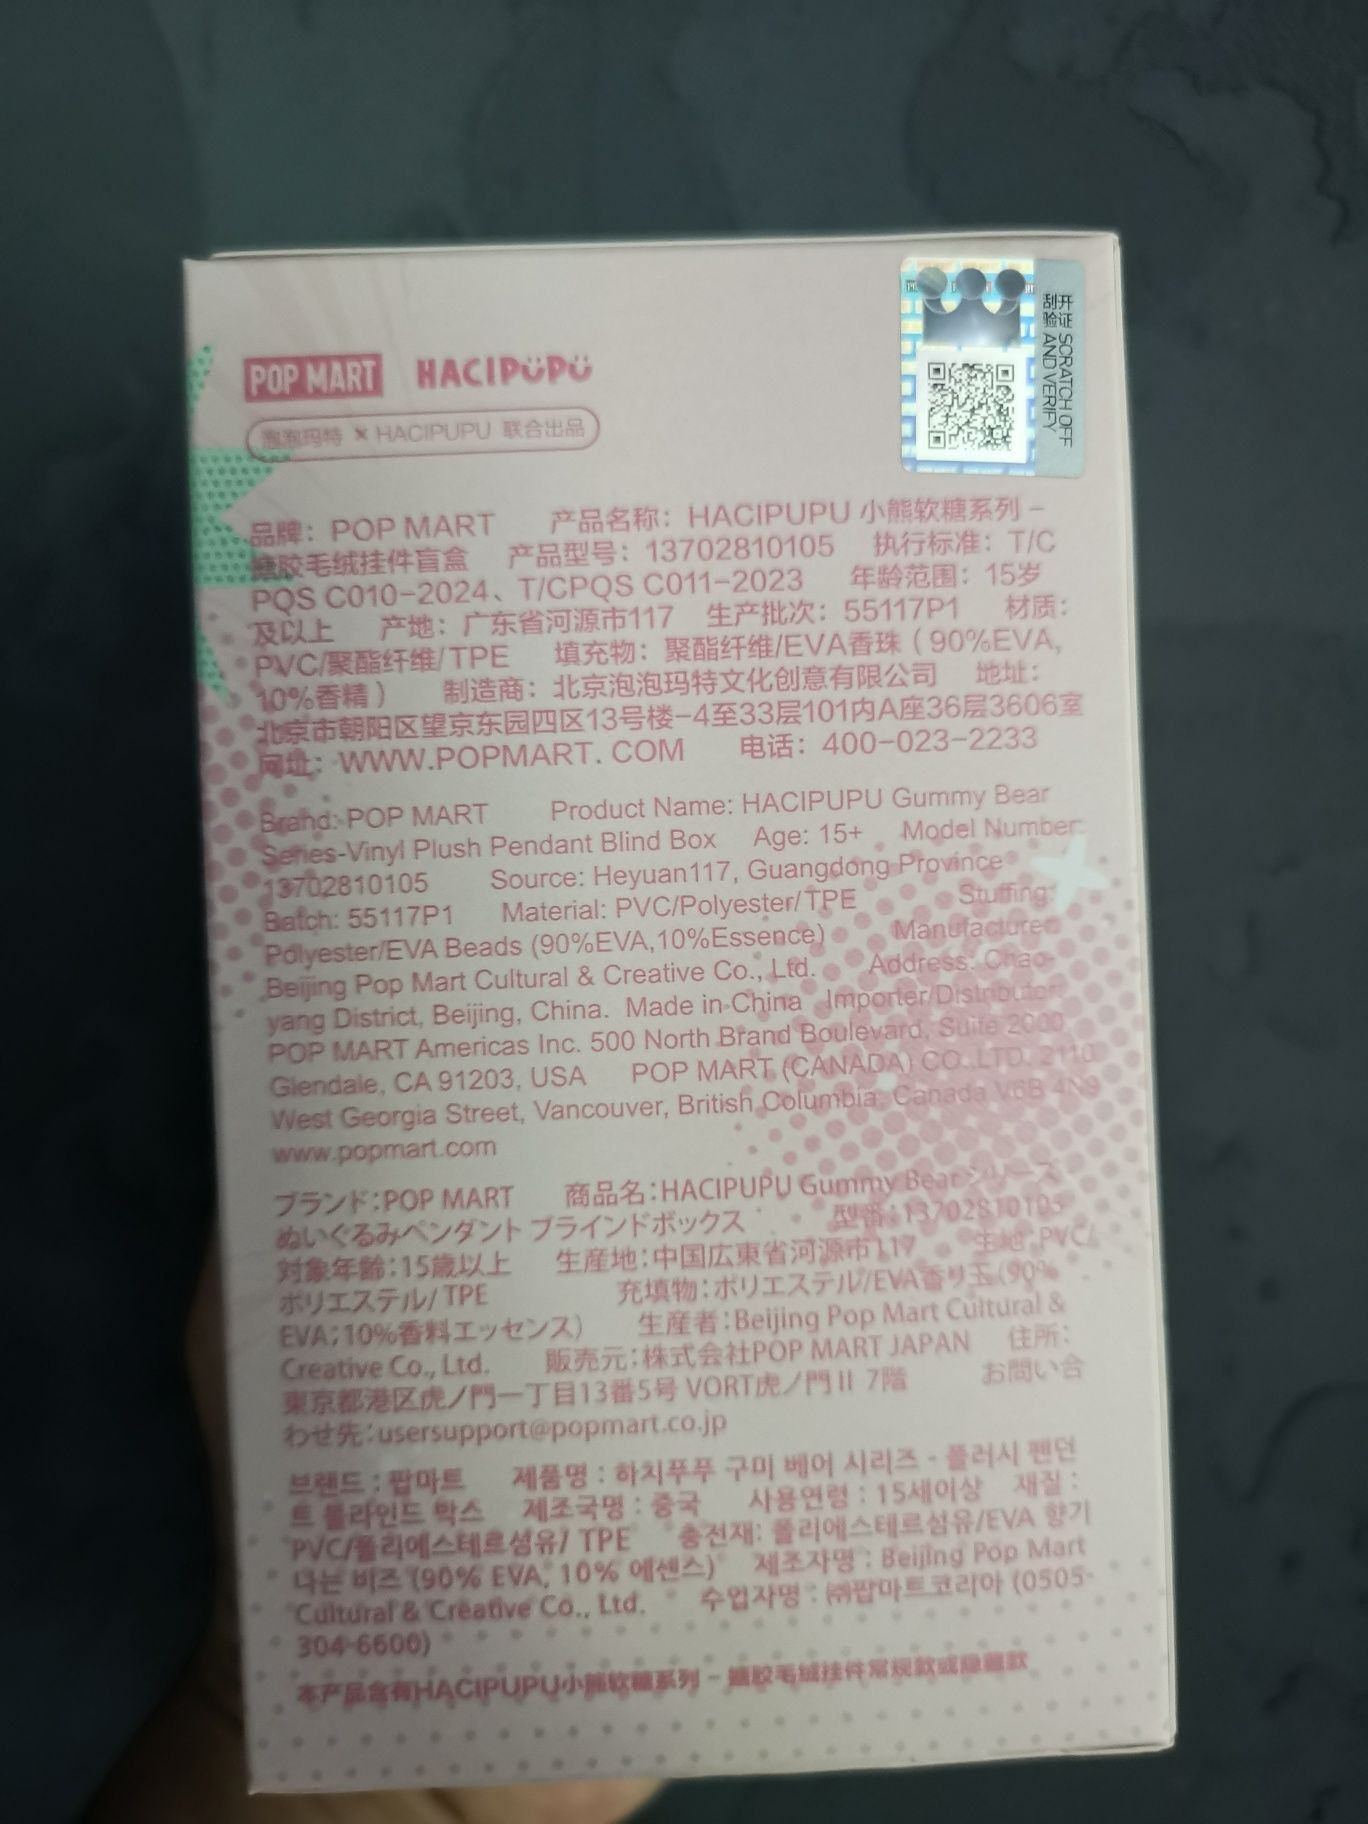 POP MART HACIPUPU
泡泡玛特 × HACIPUPU 联合出品
刮开验证 SCRATCH OFF AND VERIFY
品牌：POP MART 产品名称：HACIPUPU 小熊软糖系列－
搪胶毛绒挂件盲盒 产品型号：13702810105 执行标准：T/C
PQS C010-2024、T/CPQS C011-2023 年龄范围：15岁
及以上 产地：广东省河源市117 生产批次：55117P1 材质：
PVC/聚酯纤维/TPE 填充物：聚酯纤维/EVA香珠（90%EVA,
10%香精） 制造商：北京泡泡玛特文化创意有限公司 地址：
北京市朝阳区望京东园四区13号楼-4至33层101内A座36层3606室
网址：WWW.POPMART.COM 电话：400-023-2233
Brand: POP MART Product Name: HACIPUPU Gummy Bear
Series-Vinyl Plush Pendant Blind Box Age: 15+ Model Number:
13702810105 Source: Heyuan117, Guangdong Province
Batch: 55117P1 Material: PVC/Polyester/TPE Stuffing:
Polyester/EVA Beads (90%EVA,10%Essence) Manufacturer:
Beijing Pop Mart Cultural & Creative Co., Ltd. Address: Chao-
yang District, Beijing, China. Made in China Importer/Distributor:
POP MART Americas Inc. 500 North Brand Boulevard, Suite 2000,
Glendale, CA 91203, USA POP MART (CANADA) CO.,LTD. 2110
West Georgia Street, Vancouver, British Columbia, Canada V6B 4N9
www.popmart.com
ブランド：POP MART 商品名：HACIPUPU Gummy Bear シリーズ
ぬいぐるみペンダント ブラインドボックス 型番：13702810105
対象年齢：15歳以上 生産地：中国広東省河源市117 生地：PVC/
ポリエステル/TPE 充填物：ポリエステル/EVA香り玉（90%
EVA；10%香料エッセンス） 生産者：Beijing Pop Mart Cultural &
Creative Co., Ltd. 販売元：株式会社POP MART JAPAN 住所：
東京都港区虎ノ門一丁目13番5号 VORT虎ノ門II 7階 お問い合
わせ先：usersupport@popmart.co.jp
브랜드 : 팝마트 제품명 : 하치푸푸 구미 베어 시리즈 - 플러시 펜던
트 블라인드 박스 제조국명 : 중국 사용연령 : 15세이상 재질 :
PVC/폴리에스테르섬유/ TPE 충전재: 폴리에스테르섬유/EVA 향기
나는 비즈 (90% EVA, 10% 에센스) 제조자명 : Beijing Pop Mart
Cultural & Creative Co., Ltd. 수입자명 : ㈜팝마트코리아 (0505-
304-6600)
本产品含有HACIPUPU小熊软糖系列－搪胶毛绒挂件常规款或隐藏款